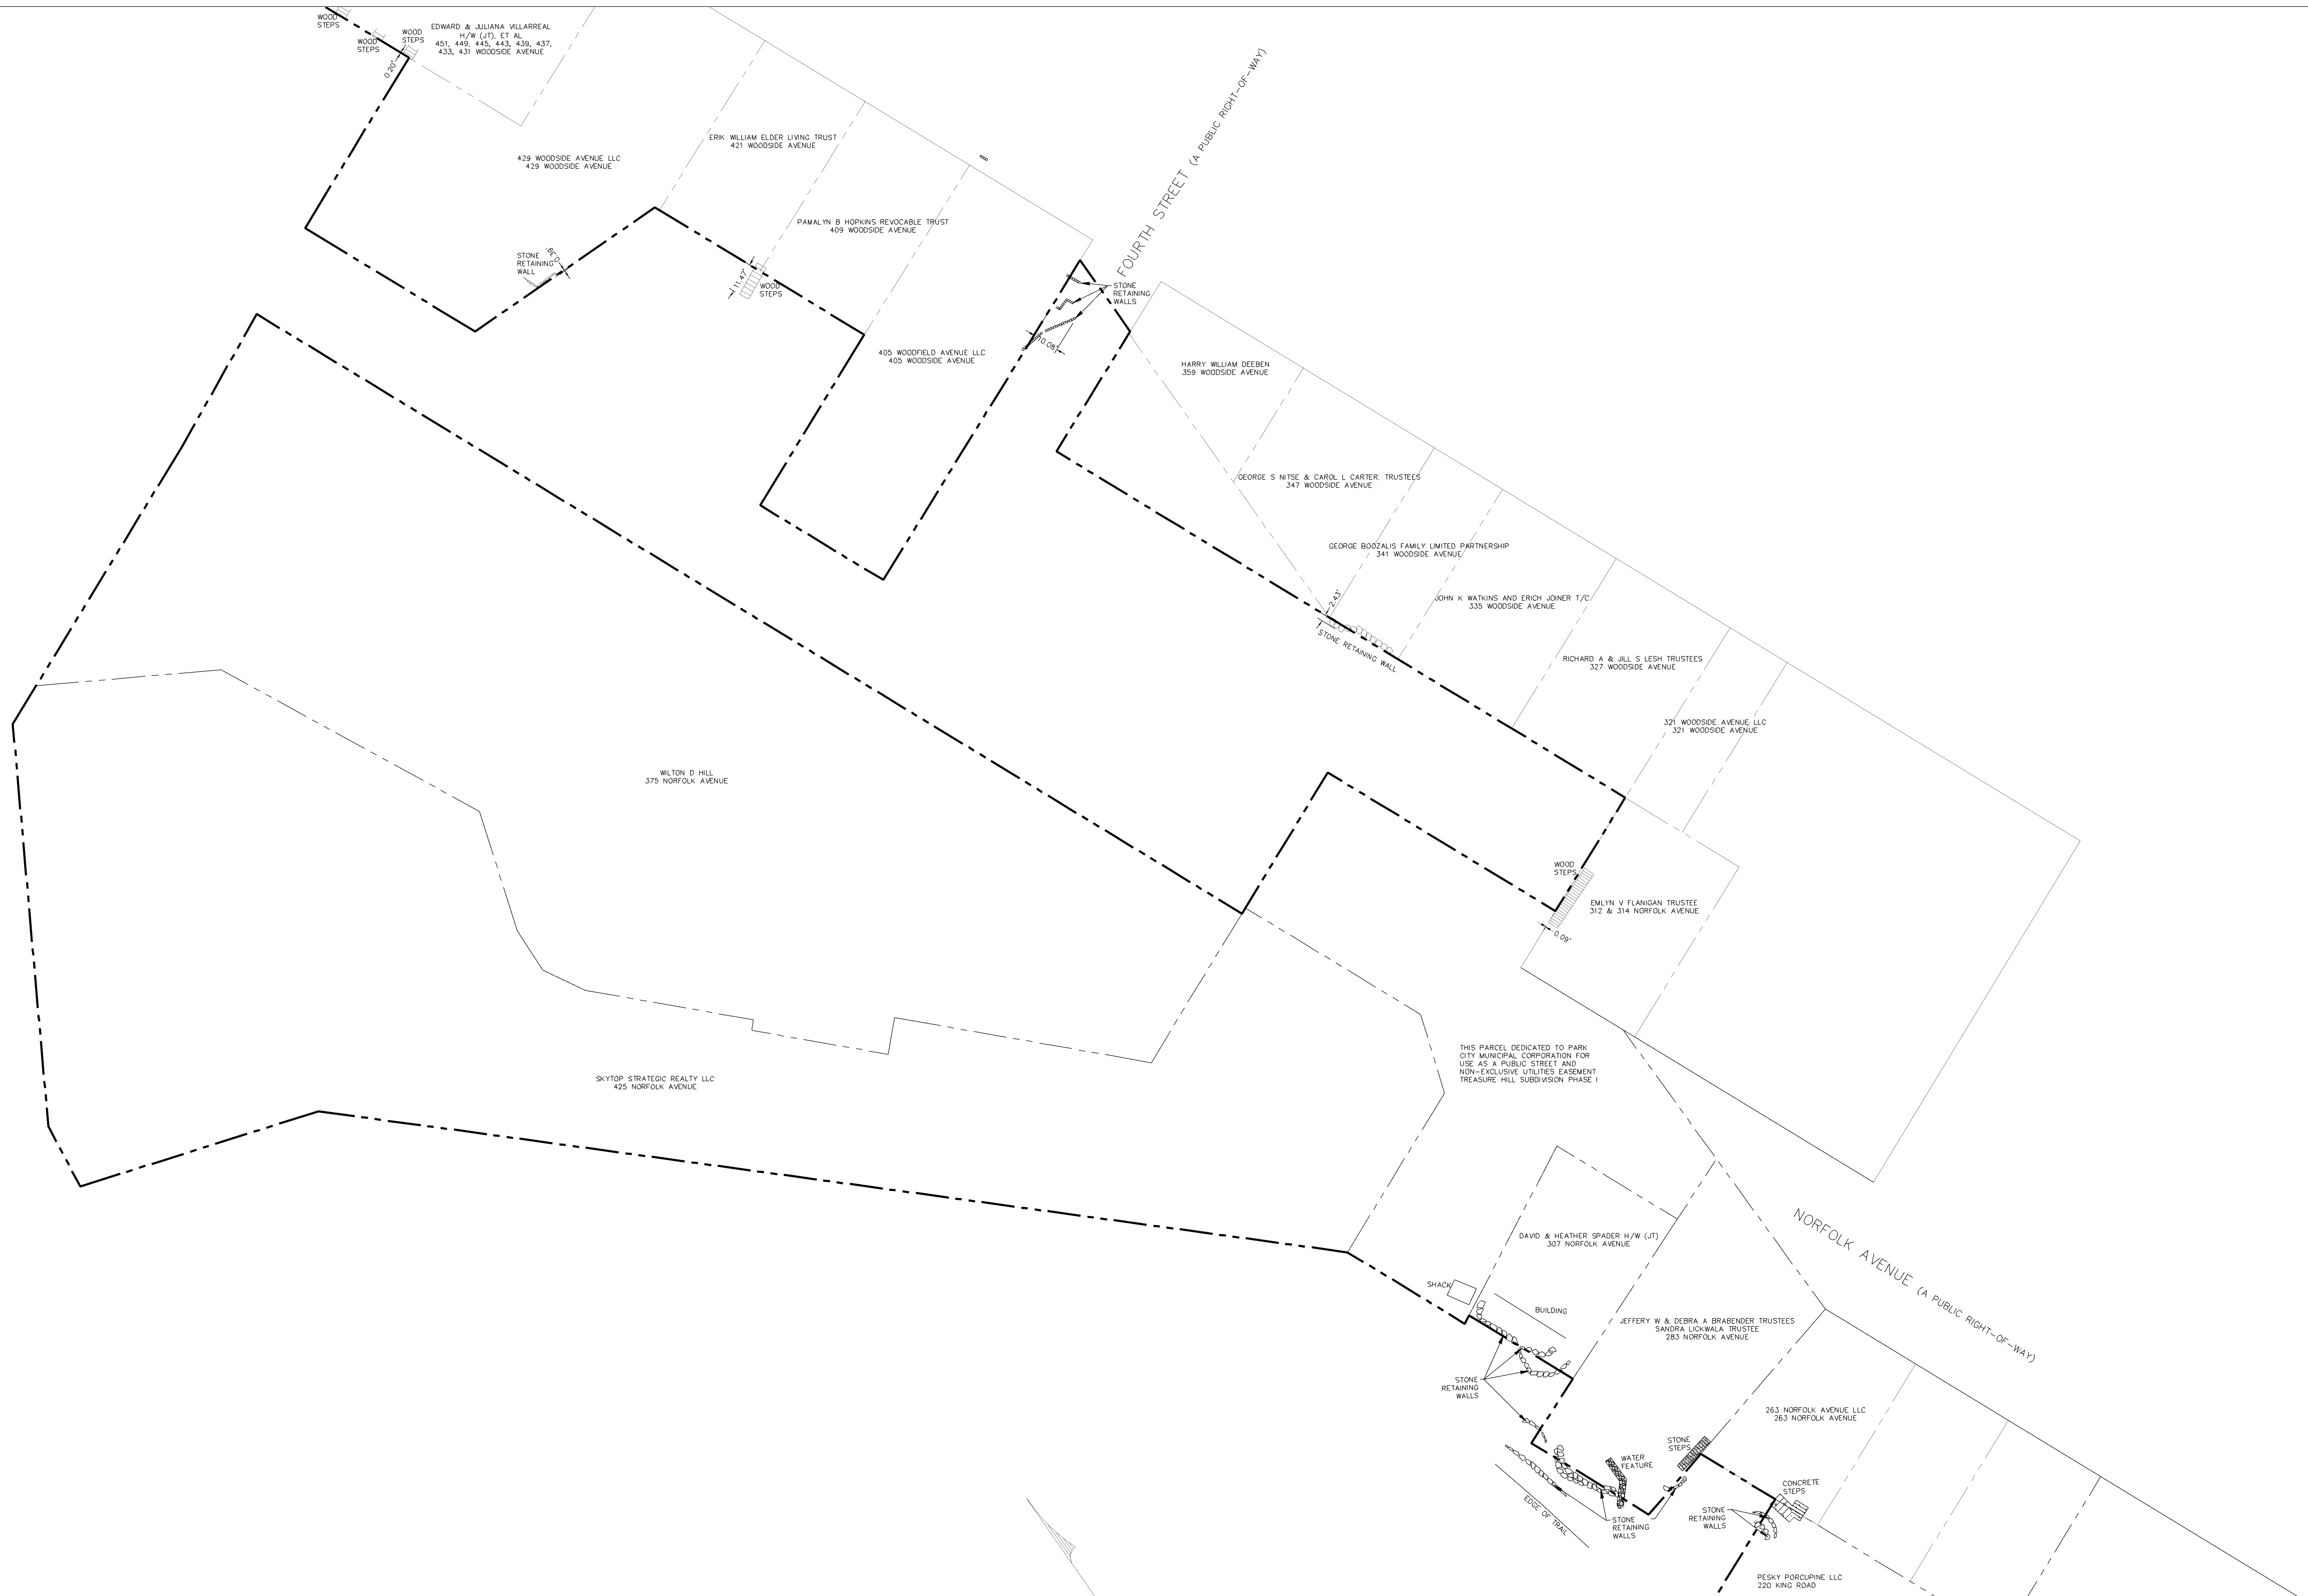 WOOD
STEPS
WOOD
STEPS
WOOD
STEPS
0.20'
EDWARD & JULIANA VILLARREAL
H/W (JT), ET AL
451, 449, 445, 443, 439, 437,
433, 431 WOODSIDE AVENUE
429 WOODSIDE AVENUE LLC
429 WOODSIDE AVENUE
ERIK WILLIAM ELDER LIVING TRUST
421 WOODSIDE AVENUE
PAMALYN B HOPKINS REVOCABLE TRUST
409 WOODSIDE AVENUE
FOURTH STREET (A PUBLIC RIGHT-OF-WAY)
STONE
RETAINING
WALL
0.39'
11.47'
WOOD
STEPS
STONE
RETAINING
WALLS
10.08'
405 WOODFIELD AVENUE LLC
405 WOODSIDE AVENUE
HARRY WILLIAM DEEBEN
359 WOODSIDE AVENUE
GEORGE S NITSE & CAROL L CARTER, TRUSTEES
347 WOODSIDE AVENUE
GEORGE BOOZALIS FAMILY LIMITED PARTNERSHIP
341 WOODSIDE AVENUE
JOHN K WATKINS AND ERICH JOINER T/C
335 WOODSIDE AVENUE
2.43'
STONE RETAINING WALL
RICHARD A & JILL S LESH TRUSTEES
327 WOODSIDE AVENUE
321 WOODSIDE AVENUE LLC
321 WOODSIDE AVENUE
WILTON D HILL
375 NORFOLK AVENUE
WOOD
STEPS
EMLYN V FLANIGAN TRUSTEE
312 & 314 NORFOLK AVENUE
0.09'
THIS PARCEL DEDICATED TO PARK
CITY MUNICIPAL CORPORATION FOR
USE AS A PUBLIC STREET AND
NON-EXCLUSIVE UTILITIES EASEMENT
TREASURE HILL SUBDIVISION PHASE I
SKYTOP STRATEGIC REALTY LLC
425 NORFOLK AVENUE
NORFOLK AVENUE (A PUBLIC RIGHT-OF-WAY)
DAVID & HEATHER SPADER H/W (JT)
307 NORFOLK AVENUE
SHACK
BUILDING
JEFFERY W & DEBRA A BRABENDER TRUSTEES
SANDRA LICKWALA TRUSTEE
283 NORFOLK AVENUE
STONE
RETAINING
WALLS
263 NORFOLK AVENUE LLC
263 NORFOLK AVENUE
STONE
STEPS
WATER
FEATURE
CONCRETE
STEPS
EDGE OF TRAIL
STONE
RETAINING
WALLS
STONE
RETAINING
WALLS
PESKY PORCUPINE LLC
220 KING ROAD